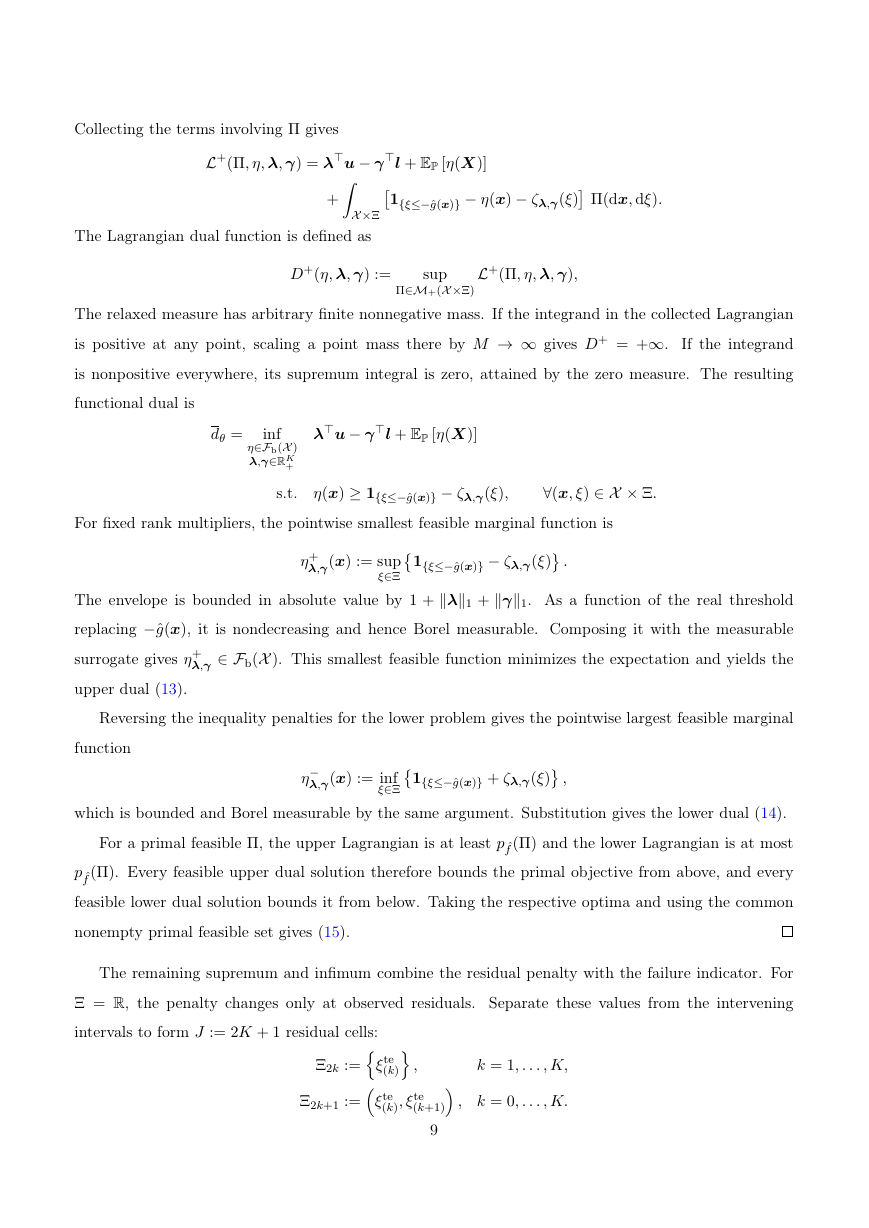 Collecting the terms involving Π gives
ℒ⁺(Π, η, λ, γ) = λ⊤u − γ⊤l + 𝔼_ℙ [η(X)]
+ ∫_{𝒳×Ξ} [1_{{ξ≤−ĝ(x)}} − η(x) − ζ_{λ,γ}(ξ)] Π(dx, dξ).
The Lagrangian dual function is defined as
D⁺(η, λ, γ) := sup_{Π∈ℳ₊(𝒳×Ξ)} ℒ⁺(Π, η, λ, γ),
The relaxed measure has arbitrary finite nonnegative mass. If the integrand in the collected Lagrangian
is positive at any point, scaling a point mass there by M → ∞ gives D⁺ = +∞. If the integrand
is nonpositive everywhere, its supremum integral is zero, attained by the zero measure. The resulting
functional dual is
d̅_θ = inf_{η∈ℱ_b(𝒳) λ,γ∈ℝ₊ᴷ} λ⊤u − γ⊤l + 𝔼_ℙ [η(X)]
s.t. η(x) ≥ 1_{{ξ≤−ĝ(x)}} − ζ_{λ,γ}(ξ), ∀(x, ξ) ∈ 𝒳 × Ξ.
For fixed rank multipliers, the pointwise smallest feasible marginal function is
η⁺_{λ,γ}(x) := sup_{ξ∈Ξ} {1_{{ξ≤−ĝ(x)}} − ζ_{λ,γ}(ξ)} .
The envelope is bounded in absolute value by 1 + ‖λ‖₁ + ‖γ‖₁. As a function of the real threshold
replacing −ĝ(x), it is nondecreasing and hence Borel measurable. Composing it with the measurable
surrogate gives η⁺_{λ,γ} ∈ ℱ_b(𝒳). This smallest feasible function minimizes the expectation and yields the
upper dual (13).
Reversing the inequality penalties for the lower problem gives the pointwise largest feasible marginal
function
η⁻_{λ,γ}(x) := inf_{ξ∈Ξ} {1_{{ξ≤−ĝ(x)}} + ζ_{λ,γ}(ξ)} ,
which is bounded and Borel measurable by the same argument. Substitution gives the lower dual (14).
For a primal feasible Π, the upper Lagrangian is at least p_f̂(Π) and the lower Lagrangian is at most
p_f̂(Π). Every feasible upper dual solution therefore bounds the primal objective from above, and every
feasible lower dual solution bounds it from below. Taking the respective optima and using the common
nonempty primal feasible set gives (15). □
The remaining supremum and infimum combine the residual penalty with the failure indicator. For
Ξ = ℝ, the penalty changes only at observed residuals. Separate these values from the intervening
intervals to form J := 2K + 1 residual cells:
Ξ_{2k} := {ξ^{te}_{(k)}} , k = 1, . . . , K,
Ξ_{2k+1} := (ξ^{te}_{(k)}, ξ^{te}_{(k+1)}) , k = 0, . . . , K.
9